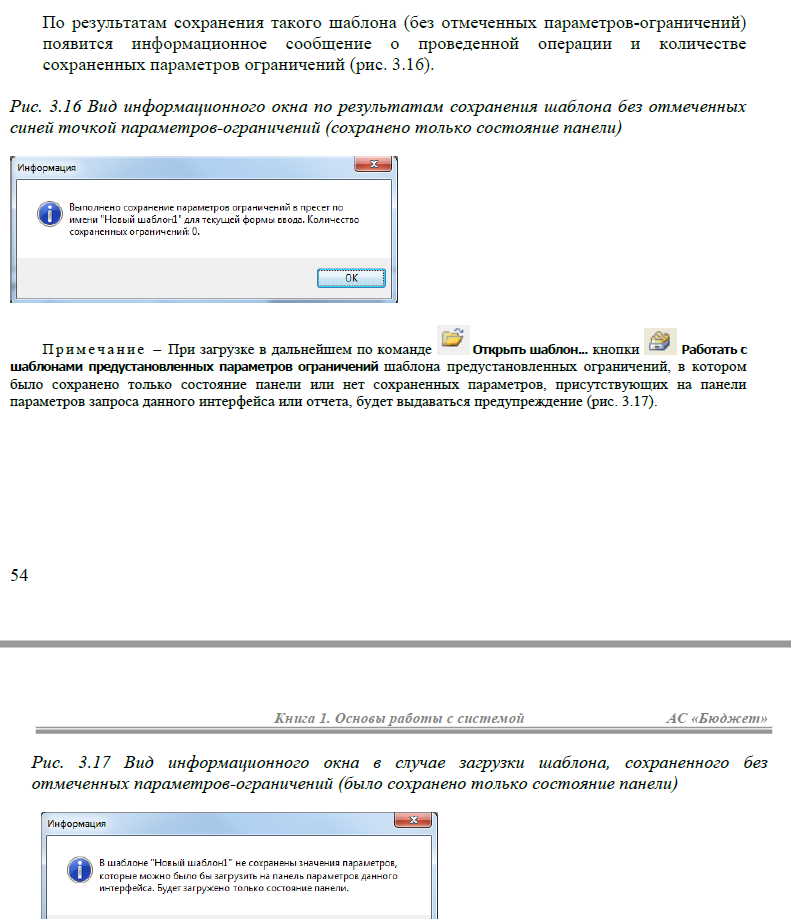 По результатам сохранения такого шаблона (без отмеченных параметров-ограничений)
появится информационное сообщение о проведенной операции и количестве
сохраненных параметров ограничений (рис. 3.16).
Рис. 3.16 Вид информационного окна по результатам сохранения шаблона без отмеченных
синей точкой параметров-ограничений (сохранено только состояние панели)
Информация
Выполнено сохранение параметров ограничений в пресет по
имени "Новый шаблон1" для текущей формы ввода. Количество
сохраненных ограничений: 0.
OK
Примечание – При загрузке в дальнейшем по команде Открыть шаблон... кнопки Работать с
шаблонами предустановленных параметров ограничений шаблона предустановленных ограничений, в котором
было сохранено только состояние панели или нет сохраненных параметров, присутствующих на панели
параметров запроса данного интерфейса или отчета, будет выдаваться предупреждение (рис. 3.17).
54
Книга 1. Основы работы с системой АС «Бюджет»
Рис. 3.17 Вид информационного окна в случае загрузки шаблона, сохраненного без
отмеченных параметров-ограничений (было сохранено только состояние панели)
Информация
В шаблоне "Новый шаблон1" не сохранены значения параметров,
которые можно было бы загрузить на панель параметров данного
интерфейса. Будет загружено только состояние панели.